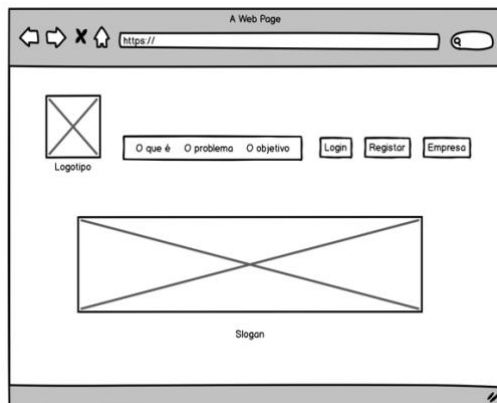 A Web Page
https://
O que é O problema O objetivo
Login
Registar
Empresa
Logotipo
Slogan